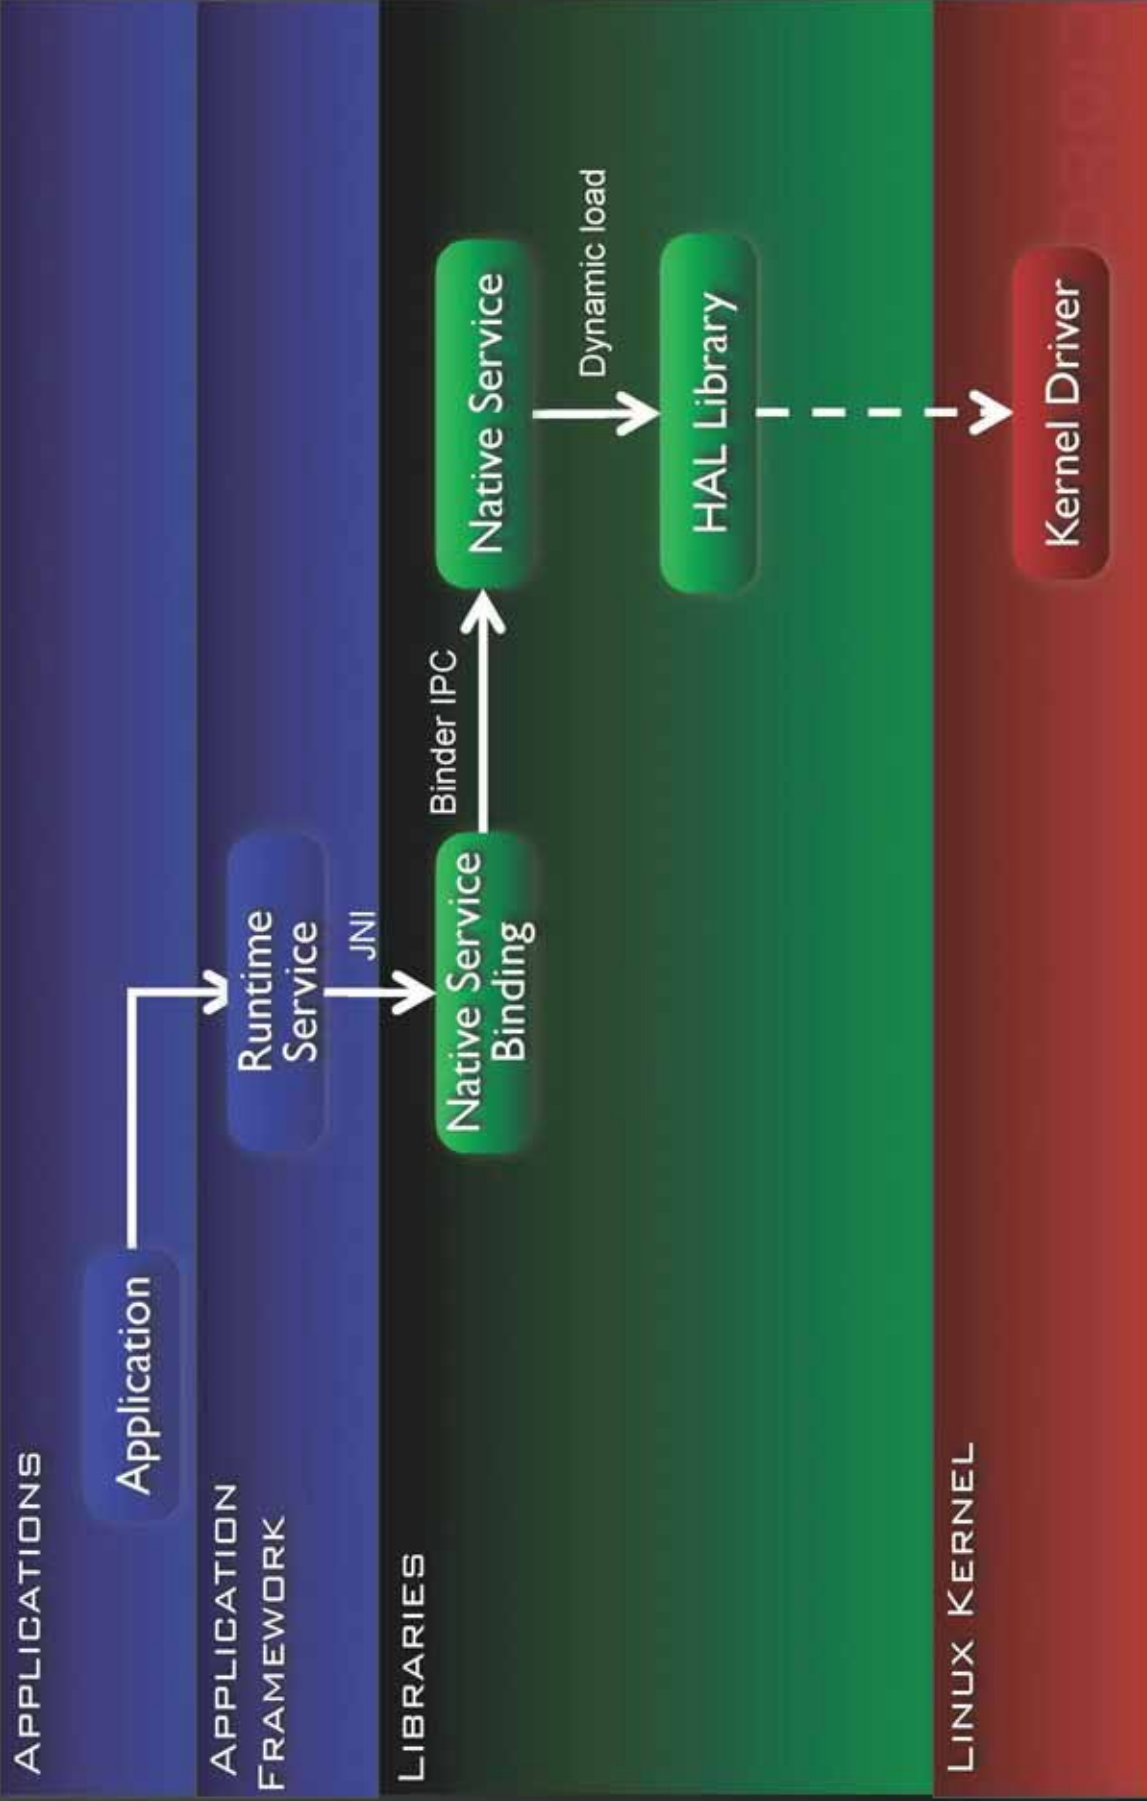 APPLICATIONS
Application
APPLICATION
FRAMEWORK
Runtime
Service
JNI
LIBRARIES
Native Service
Binding
Binder IPC
Native Service
Dynamic load
HAL Library
LINUX KERNEL
Kernel Driver